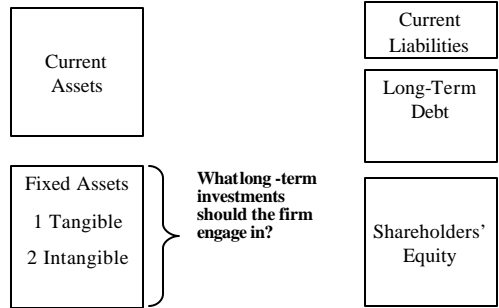 Current
Assets
Fixed Assets
1 Tangible
2 Intangible
Whatlong -term
investments
should the firm
engage in?
Current
Liabilities
Long-Term
Debt
Shareholders’
Equity